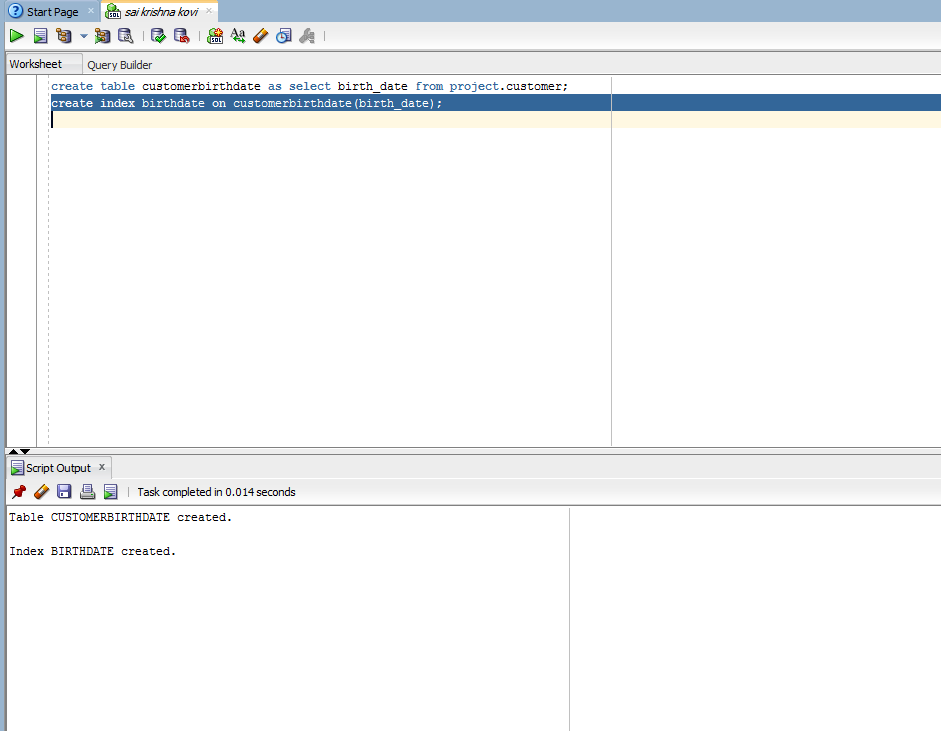 Start Page
sai krishna kovi
Worksheet
Query Builder
create table customerbirthdate as select birth_date from project.customer;
create index birthdate on customerbirthdate(birth_date);
Script Output
Task completed in 0.014 seconds
Table CUSTOMERBIRTHDATE created.
Index BIRTHDATE created.